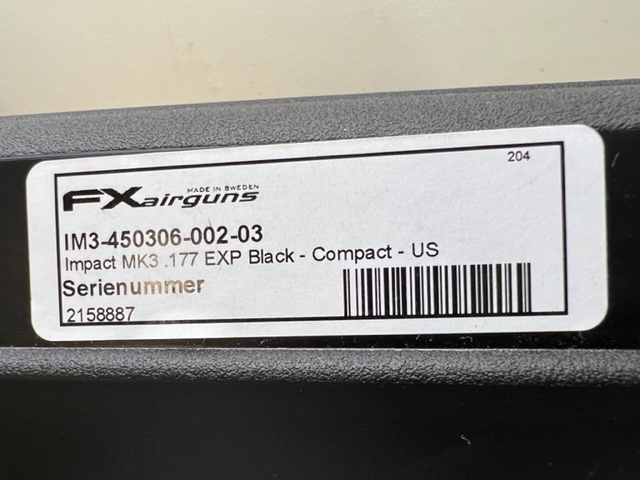 204
MADE IN SWEDEN
FXairguns
IM3-450306-002-03
Impact MK3 .177 EXP Black - Compact - US
Serienummer
2158887